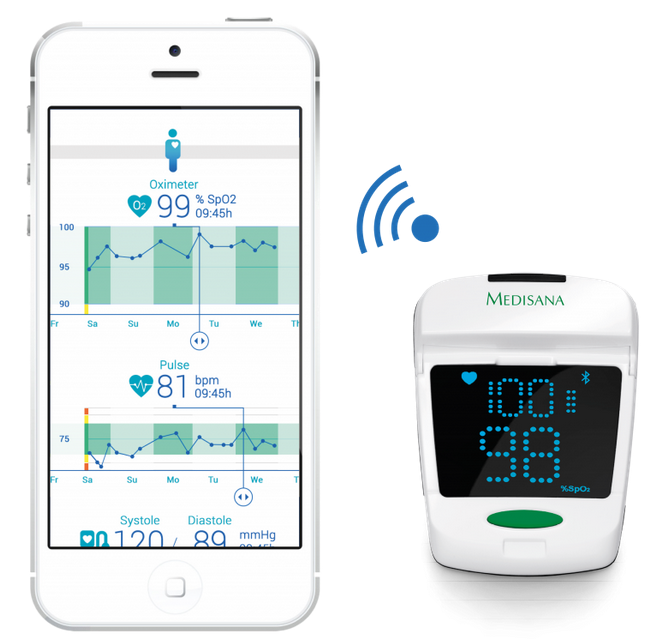 Oximeter
O2 99 % SpO2
09:45h
100
95
90
Fr Sa Su Mo Tu We Th
Pulse
81 bpm
09:45h
75
Fr Sa Su Mo Tu We Th
Systole Diastole
120 / 89 mmHg
MEDISANA
100
98
%SpO₂